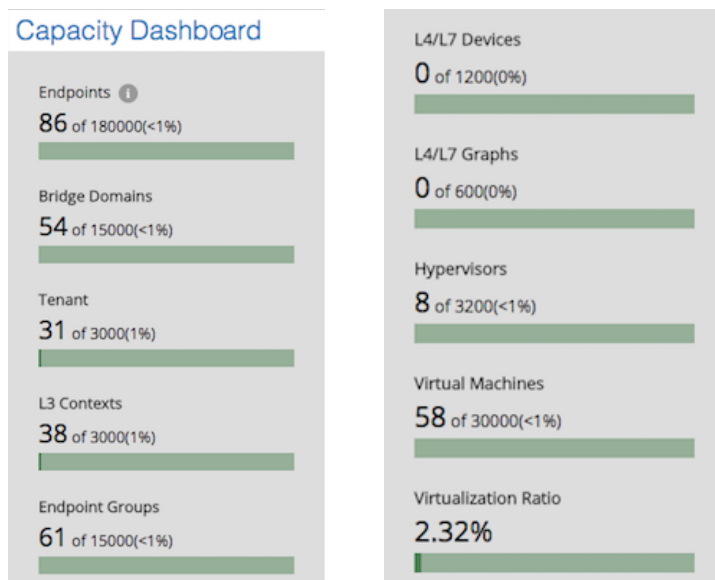 Capacity Dashboard
Endpoints i
86 of 180000(<1%)
Bridge Domains
54 of 15000(<1%)
Tenant
31 of 3000(1%)
L3 Contexts
38 of 3000(1%)
Endpoint Groups
61 of 15000(<1%)
L4/L7 Devices
0 of 1200(0%)
L4/L7 Graphs
0 of 600(0%)
Hypervisors
8 of 3200(<1%)
Virtual Machines
58 of 30000(<1%)
Virtualization Ratio
2.32%